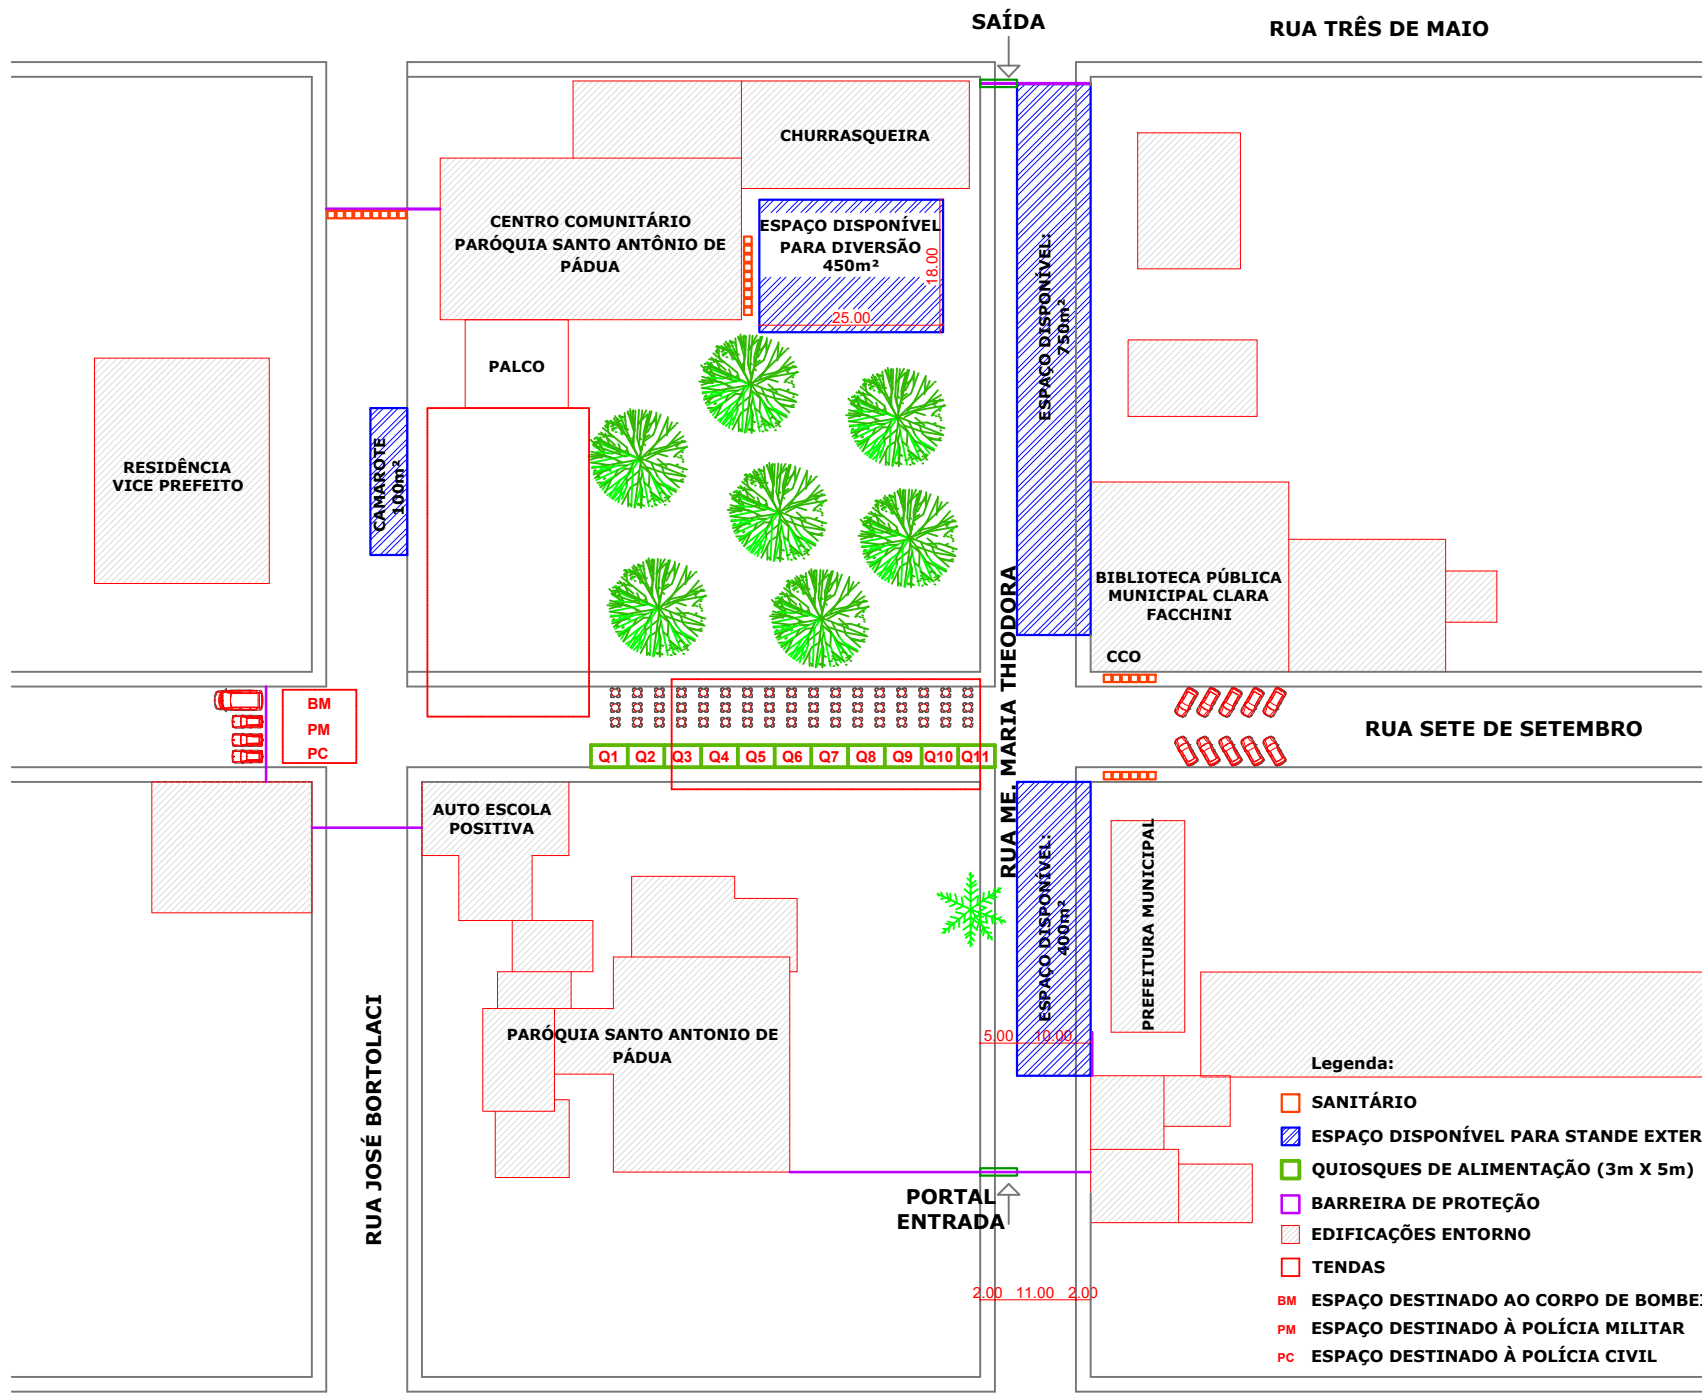 SAÍDA
RUA TRÊS DE MAIO
CHURRASQUEIRA
CENTRO COMUNITÁRIO
PARÓQUIA SANTO ANTÔNIO DE
PÁDUA
ESPAÇO DISPONÍVEL
PARA DIVERSÃO
450m²
18.00
25.00
ESPAÇO DISPONÍVEL:
750m²
PALCO
RESIDÊNCIA
VICE PREFEITO
CAMAROTE
100m²
RUA ME. MARIA THEODORA
BIBLIOTECA PÚBLICA
MUNICIPAL CLARA
FACCHINI
CCO
BM
PM
PC
RUA SETE DE SETEMBRO
Q1 Q2 Q3 Q4 Q5 Q6 Q7 Q8 Q9 Q10 Q11
AUTO ESCOLA
POSITIVA
ESPAÇO DISPONÍVEL:
400m²
PREFEITURA MUNICIPAL
RUA JOSÉ BORTOLACI
PARÓQUIA SANTO ANTONIO DE
PÁDUA
5.00 10.00
PORTAL
ENTRADA
2.00 11.00 2.00
Legenda:
SANITÁRIO
ESPAÇO DISPONÍVEL PARA STANDE EXTER
QUIOSQUES DE ALIMENTAÇÃO (3m X 5m)
BARREIRA DE PROTEÇÃO
EDIFICAÇÕES ENTORNO
TENDAS
BM ESPAÇO DESTINADO AO CORPO DE BOMBEI
PM ESPAÇO DESTINADO À POLÍCIA MILITAR
PC ESPAÇO DESTINADO À POLÍCIA CIVIL